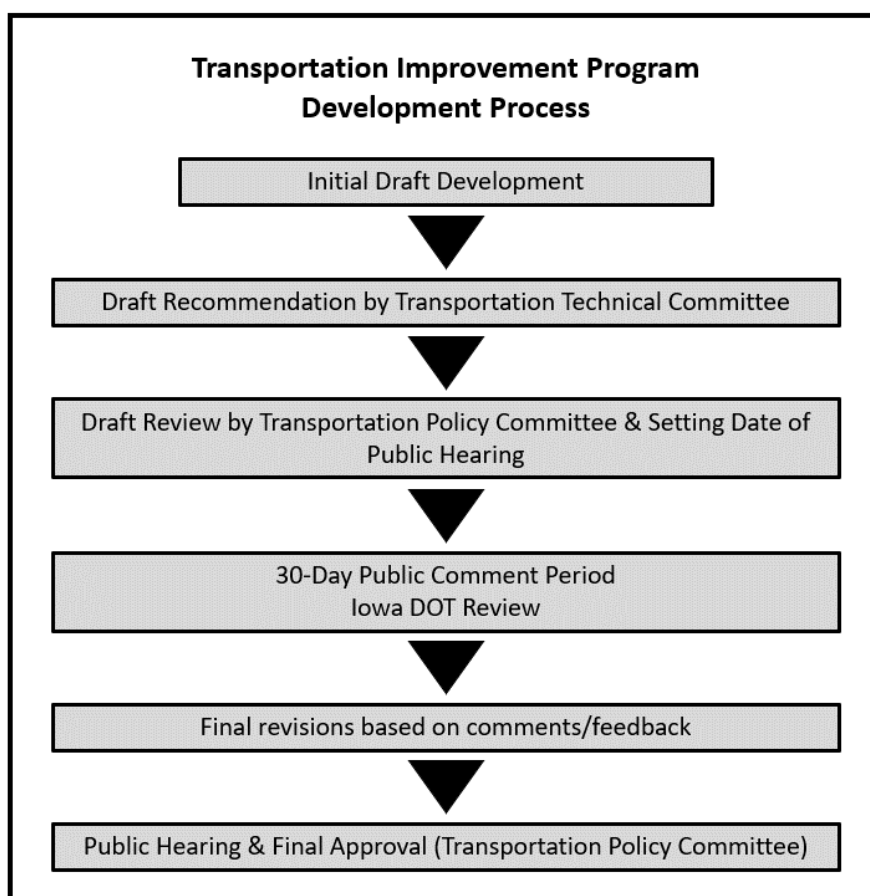 Transportation Improvement Program
Development Process
Initial Draft Development
Draft Recommendation by Transportation Technical Committee
Draft Review by Transportation Policy Committee & Setting Date of
Public Hearing
30-Day Public Comment Period
Iowa DOT Review
Final revisions based on comments/feedback
Public Hearing & Final Approval (Transportation Policy Committee)